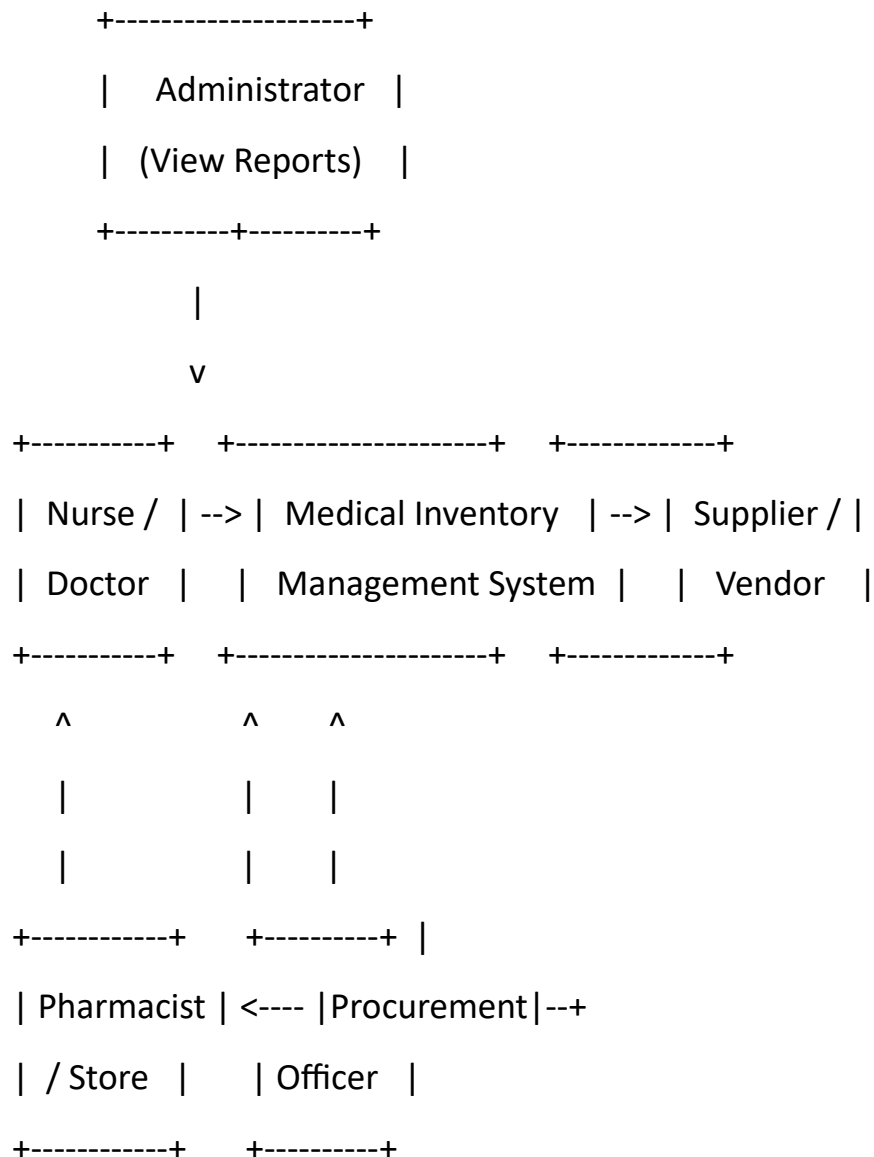 +---------------------+
|    Administrator   |
|   (View Reports)    |
+----------+----------+
|
v
+-----------+    +----------------------+    +-------------+
|  Nurse /  | --> |  Medical Inventory   | --> |  Supplier / |
|  Doctor   |    |   Management System  |     |   Vendor    |
+-----------+    +----------------------+    +-------------+
^                 ^       ^
|                 |       |
|                 |       |
+------------+     +----------+  |
| Pharmacist | <---- |Procurement|--+
|  / Store   |     | Officer   |
+------------+     +----------+